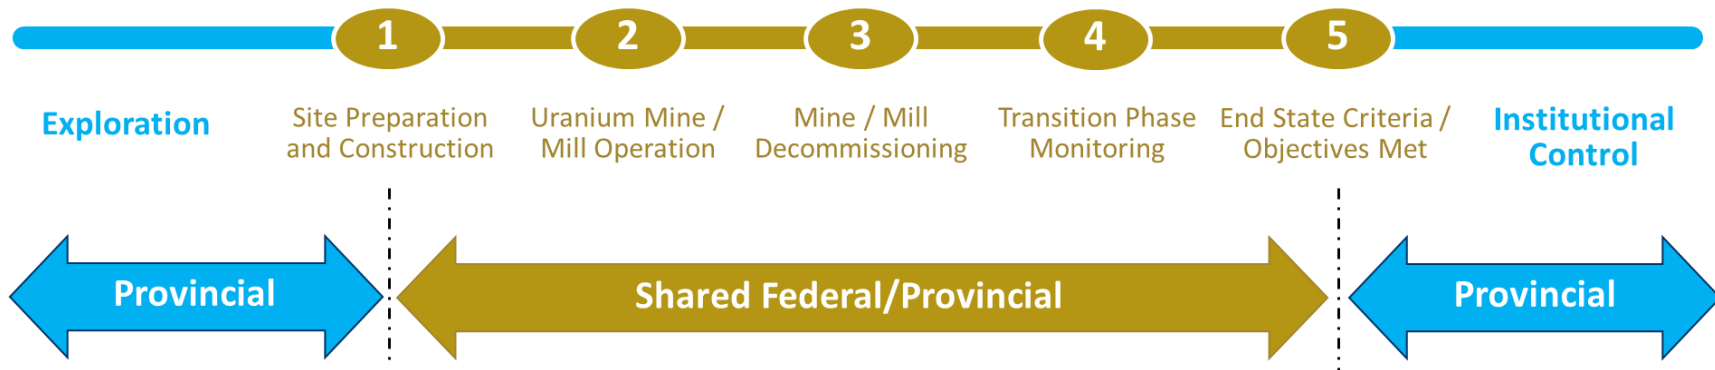 1
2
3
4
5
Exploration
Site Preparation
and Construction
Uranium Mine /
Mill Operation
Mine / Mill
Decommissioning
Transition Phase
Monitoring
End State Criteria /
Objectives Met
Institutional
Control
Provincial
Shared Federal/Provincial
Provincial